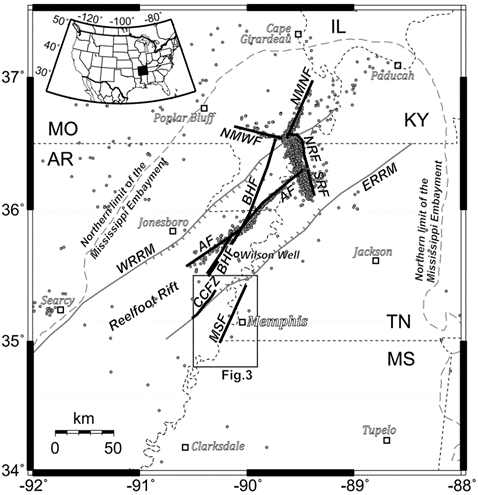 50
-120
-100
-80
40
30
Cape
Girardeau
IL
37°
Paducah
Poplar Bluff
NMNF
MO
KY
NMWF
AR
NRF
SRF
ERRM
Northern limit of the
Mississippi Embayment
BHF
AF
Northern limit of the
Mississippi Embayment
36°
Jonesboro
AF
BHF
Wilson Well
Jackson
WRRM
CCFZ
Searcy
Reelfoot Rift
MSF
Memphis
TN
35°
MS
Fig.3
km
0 50
Tupelo
Clarksdale
34°
-92 -91 -90 -89 -88